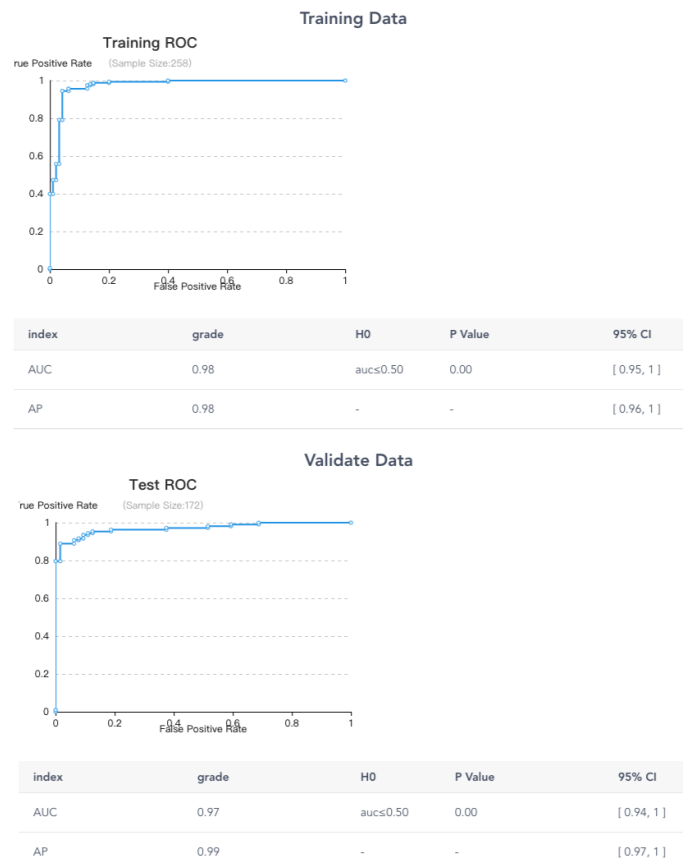 Training Data
Training ROC
rue Positive Rate (Sample Size:258)
1
0.8
0.6
0.4
0.2
0
0 0.2 0.4 0.6 0.8 1
False Positive Rate
index grade H0 P Value 95% CI
AUC 0.98 auc≤0.50 0.00 [ 0.95, 1 ]
AP 0.98 - - [ 0.96, 1 ]
Validate Data
Test ROC
rue Positive Rate (Sample Size:172)
1
0.8
0.6
0.4
0.2
0
0 0.2 0.4 0.6 0.8 1
False Positive Rate
index grade H0 P Value 95% CI
AUC 0.97 auc≤0.50 0.00 [ 0.94, 1 ]
AP 0.99 - - [ 0.97, 1 ]